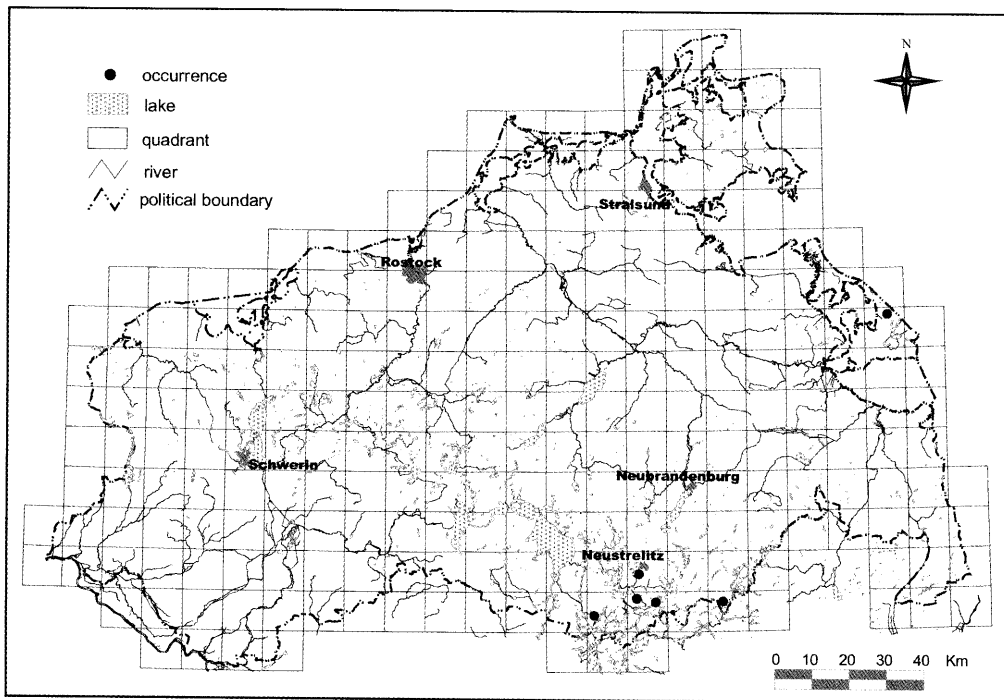 N
occurrence
lake
quadrant
river
political boundary
Stralsund
Rostock
Schwerin
Neubrandenburg
Neustrelitz
0 10 20 30 40 Km